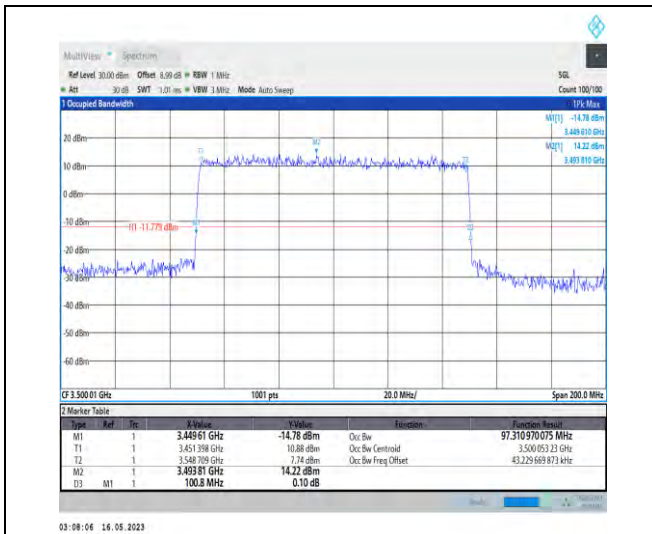 MultiView Spectrum
Ref Level 30.00 dBm Offset 8.99 dB RBW 1 MHz SGL
Att 30 dB SWT 1.01 ms VBW 3 MHz Mode Auto Sweep Count 100/100
1 Occupied Bandwidth 1Pk Max
M1[1] -14.78 dBm
3.449 610 GHz
M2[1] 14.22 dBm
3.493 810 GHz
20 dBm
M2
T1
T2
10 dBm
0 dBm
-10 dBm
H1 -11.779 dBm
M1
D3
-20 dBm
-30 dBm
-40 dBm
-50 dBm
-60 dBm
CF 3.500 01 GHz 1001 pts 20.0 MHz/ Span 200.0 MHz
2 Marker Table
Type Ref Trc X-Value Y-Value Function Function Result
M1 1 3.449 61 GHz -14.78 dBm Occ Bw 97.310 970 075 MHz
T1 1 3.451 398 GHz 10.88 dBm Occ Bw Centroid 3.500 053 23 GHz
T2 1 3.548 709 GHz 7.74 dBm Occ Bw Freq Offset 43.229 669 873 kHz
M2 1 3.493 81 GHz 14.22 dBm
D3 M1 1 100.8 MHz 0.10 dB
03:08:06 16.05.2023